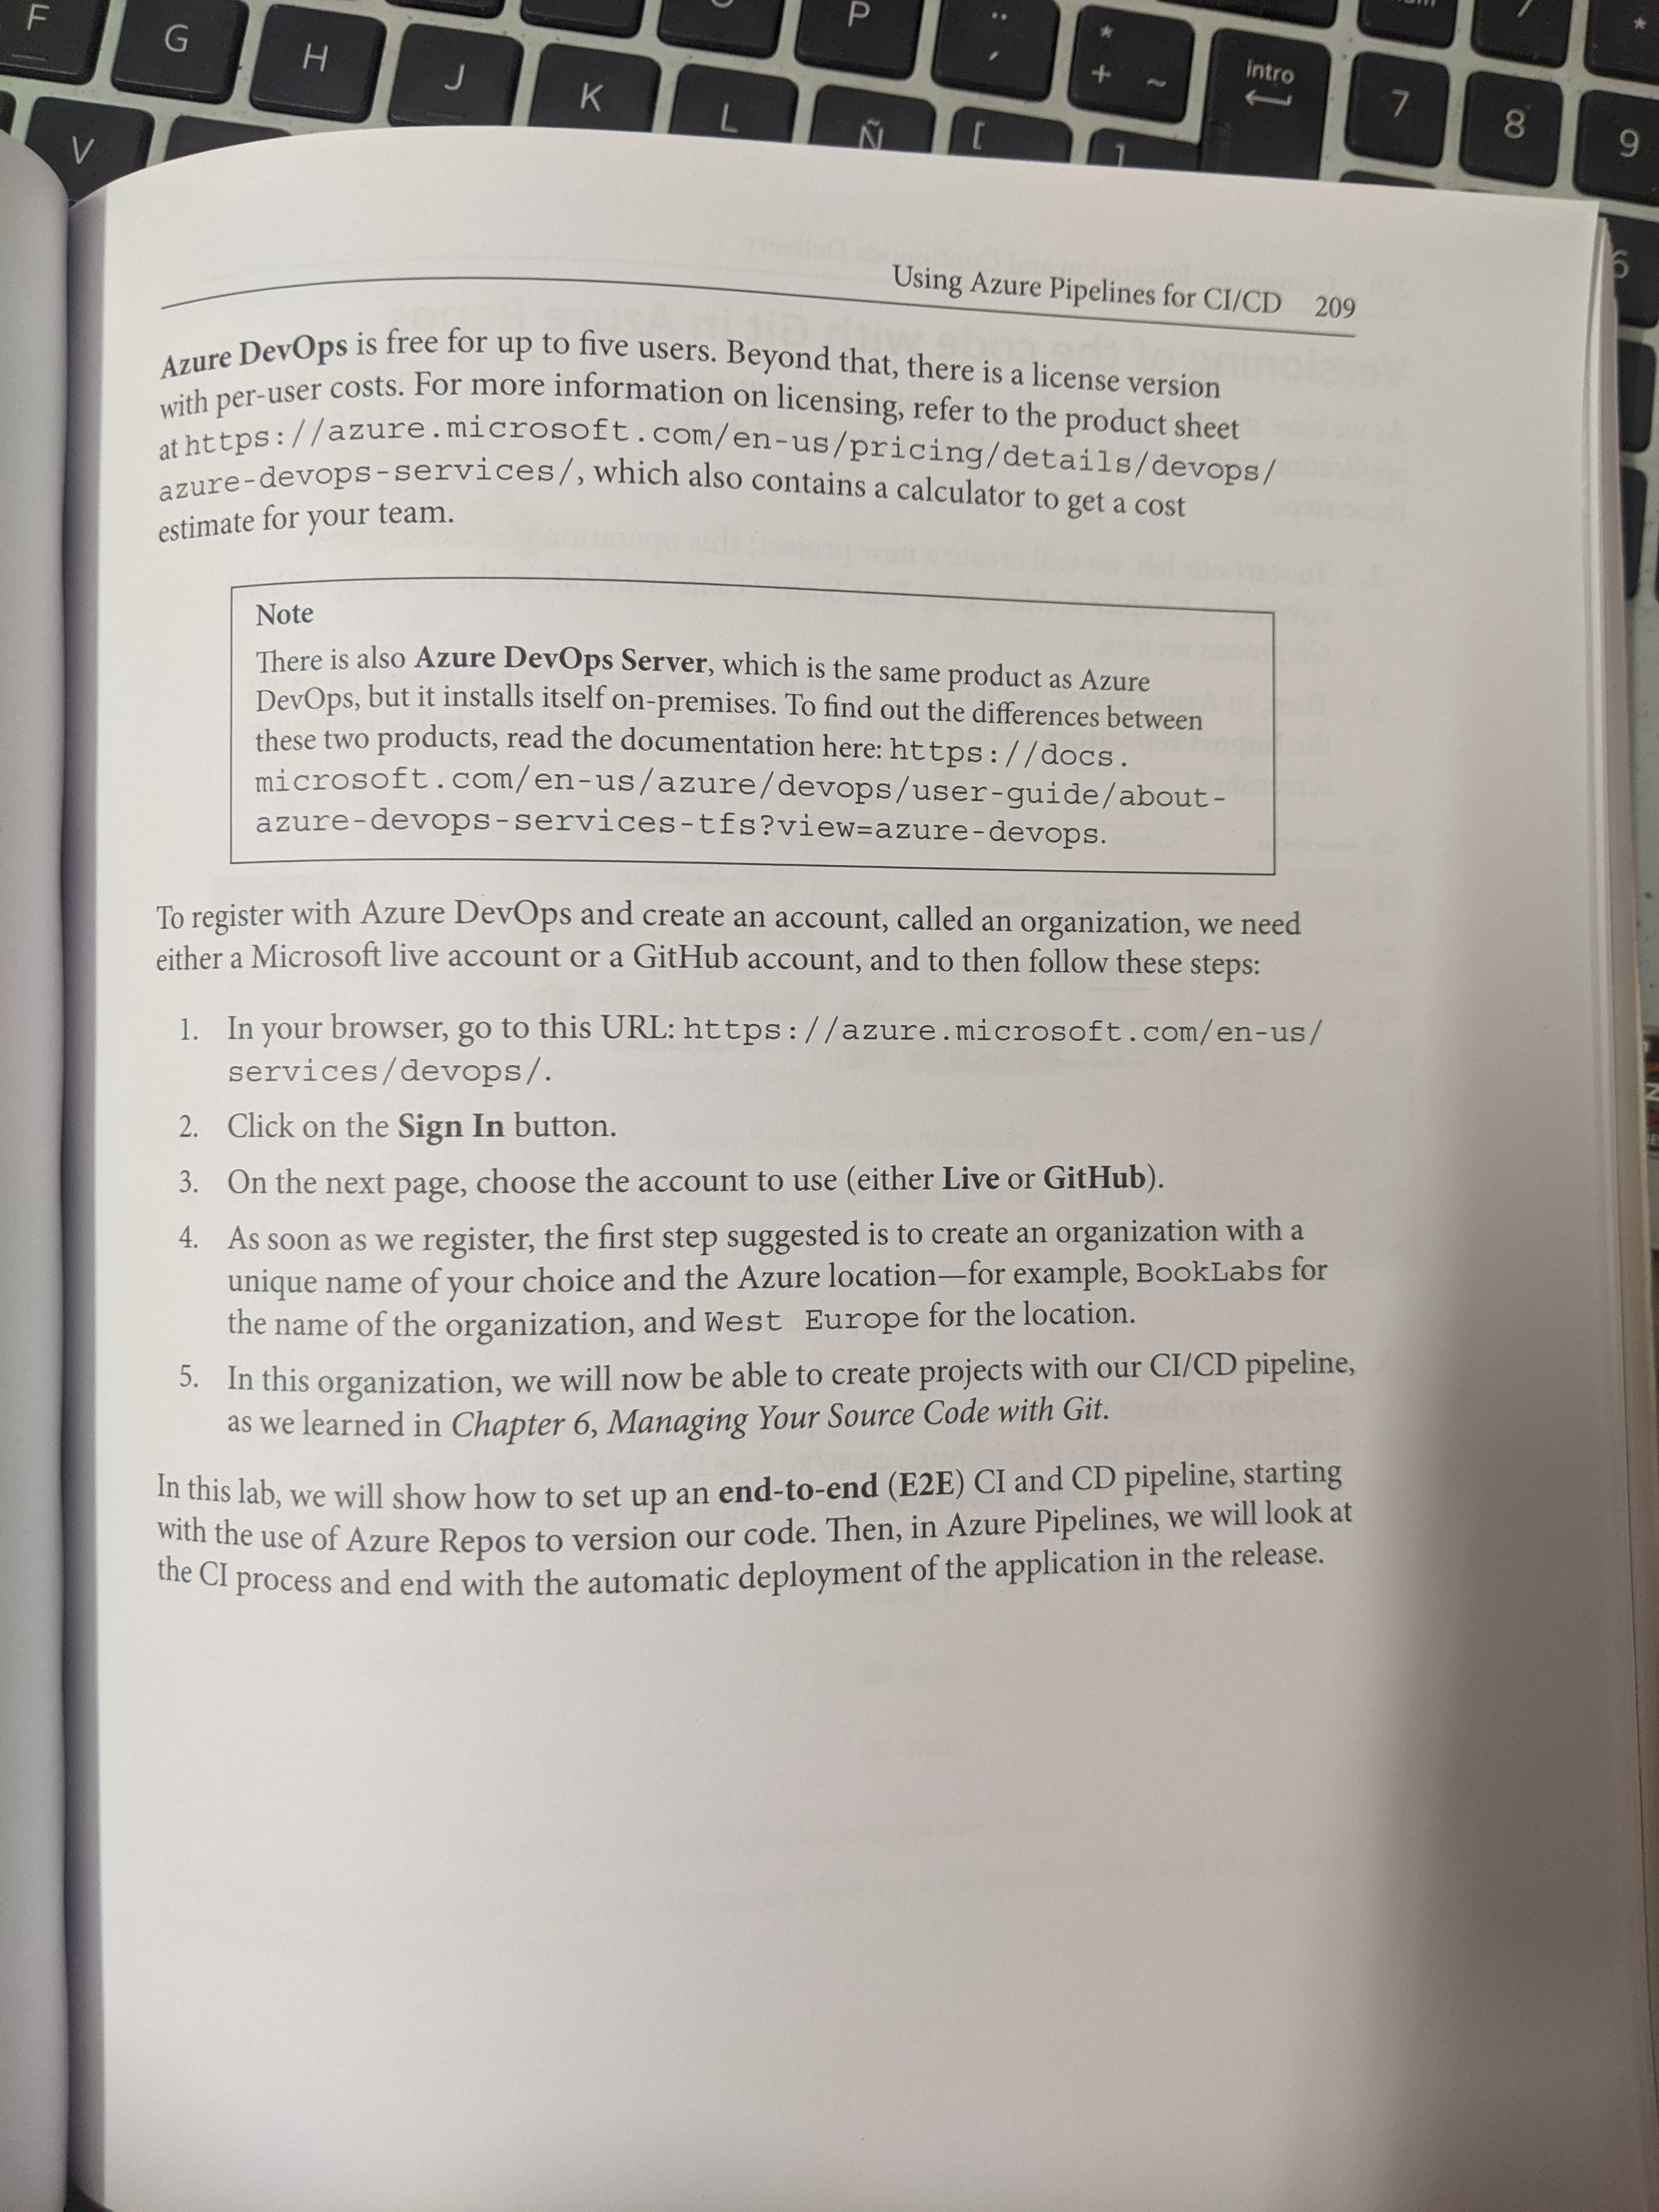 F
G
H
J
K
L
P
Ñ
[
]
*
+ ~
intro
7
8
9
*
V
6
Using Azure Pipelines for CI/CD 209
Azure DevOps is free for up to five users. Beyond that, there is a license version
with per-user costs. For more information on licensing, refer to the product sheet
at https://azure.microsoft.com/en-us/pricing/details/devops/
azure-devops-services/, which also contains a calculator to get a cost
estimate for your team.
Note
There is also Azure DevOps Server, which is the same product as Azure
DevOps, but it installs itself on-premises. To find out the differences between
these two products, read the documentation here: https://docs.
microsoft.com/en-us/azure/devops/user-guide/about-
azure-devops-services-tfs?view=azure-devops.
To register with Azure DevOps and create an account, called an organization, we need
either a Microsoft live account or a GitHub account, and to then follow these steps:
1. In your browser, go to this URL: https://azure.microsoft.com/en-us/
services/devops/.
2. Click on the Sign In button.
3. On the next page, choose the account to use (either Live or GitHub).
4. As soon as we register, the first step suggested is to create an organization with a
unique name of your choice and the Azure location—for example, BookLabs for
the name of the organization, and West Europe for the location.
5. In this organization, we will now be able to create projects with our CI/CD pipeline,
as we learned in Chapter 6, Managing Your Source Code with Git.
In this lab, we will show how to set up an end-to-end (E2E) CI and CD pipeline, starting
with the use of Azure Repos to version our code. Then, in Azure Pipelines, we will look at
the CI process and end with the automatic deployment of the application in the release.